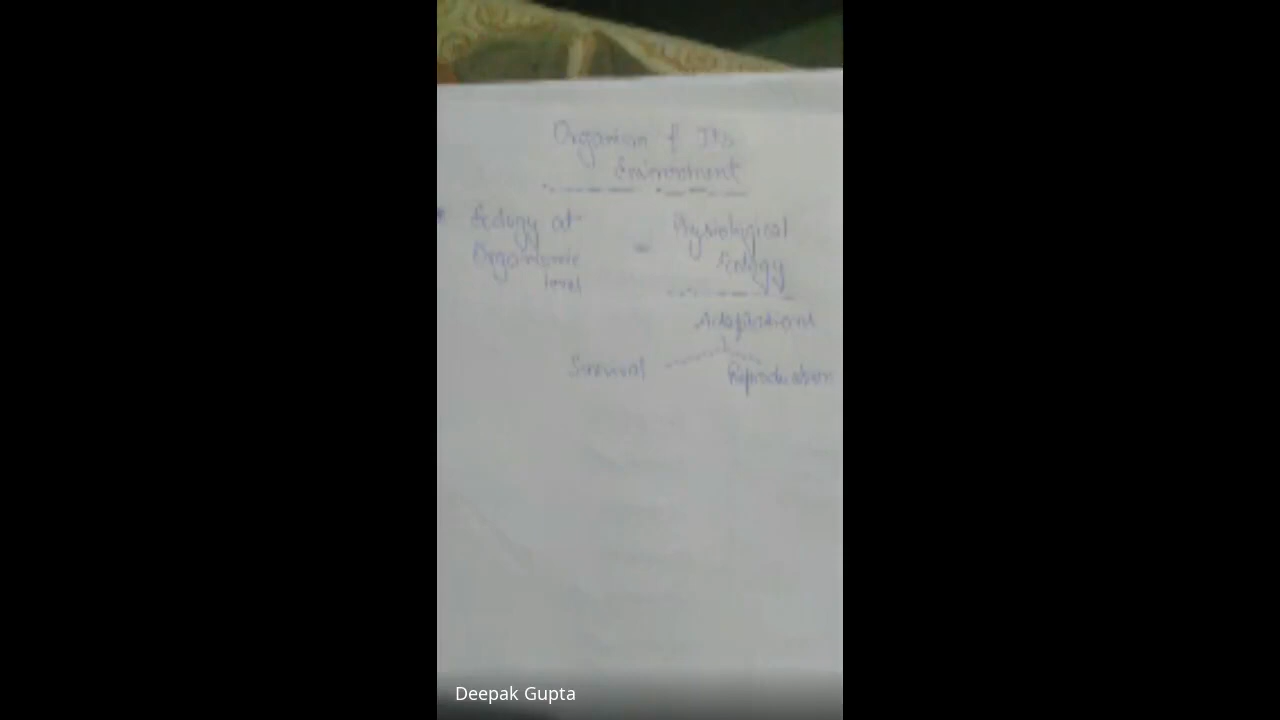 Organism & Its
Environment
Ecology at = Physiological
Organismic Ecology
level
Adaptations
Survival Reproduction
Deepak Gupta